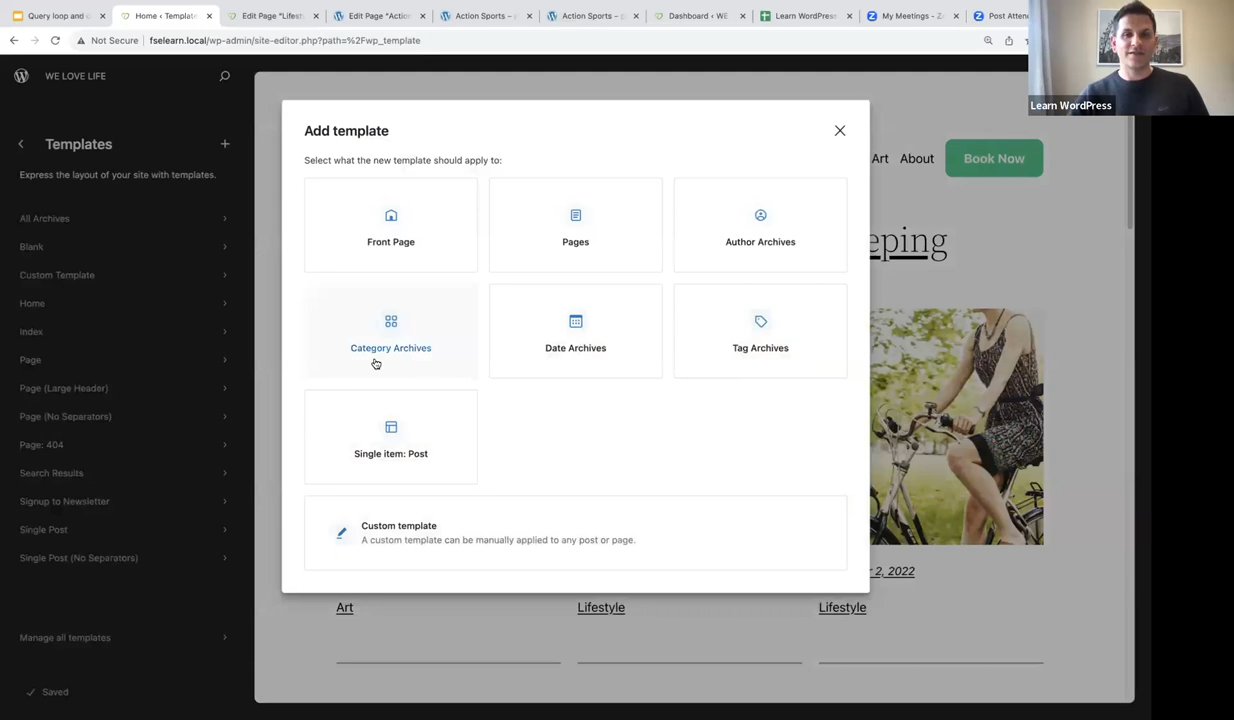 Query loop and c
Home ‹ Template
Edit Page "Lifesty
Edit Page "Action
Action Sports –
Action Sports –
Dashboard ‹ WE
Learn WordPress
My Meetings - Z
Post Attend
Not Secure
fselearn.local/wp-admin/site-editor.php?path=%2Fwp_template
Learn WordPress
WE LOVE LIFE
Templates
Express the layout of your site with templates.
All Archives
Blank
Custom Template
Home
Index
Page
Page (Large Header)
Page (No Separators)
Page: 404
Search Results
Signup to Newsletter
Single Post
Single Post (No Separators)
Manage all templates
Saved
Add template
Select what the new template should apply to:
Front Page
Pages
Author Archives
Category Archives
Date Archives
Tag Archives
Single item: Post
Custom template
A custom template can be manually applied to any post or page.
Art
About
Book Now
eping
r 2, 2022
Art
Lifestyle
Lifestyle